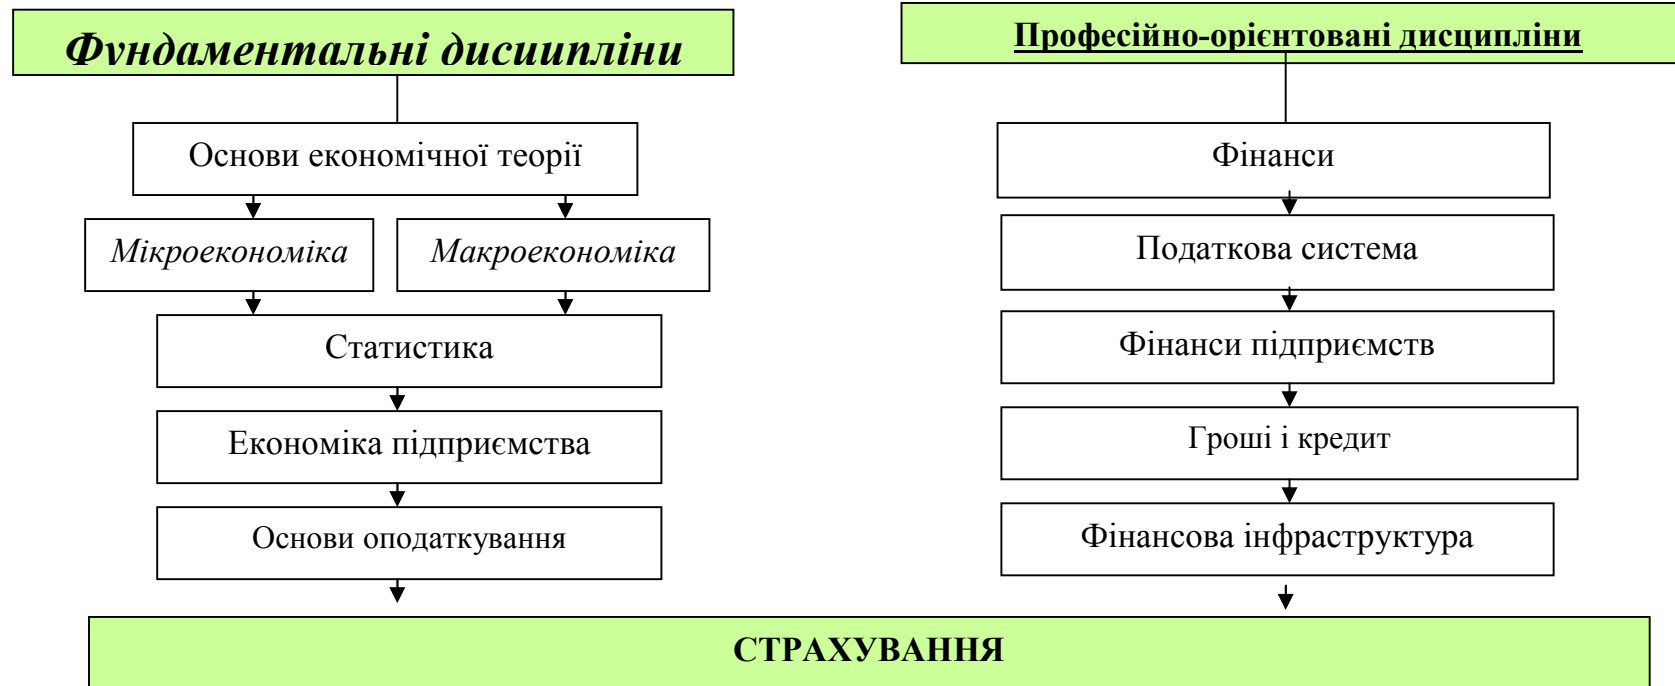 Фундаментальні дисципліни
Основи економічної теорії
Мікроекономіка
Макроекономіка
Статистика
Економіка підприємства
Основи оподаткування
Професійно-орієнтовані дисципліни
Фінанси
Податкова система
Фінанси підприємств
Гроші і кредит
Фінансова інфраструктура
СТРАХУВАННЯ